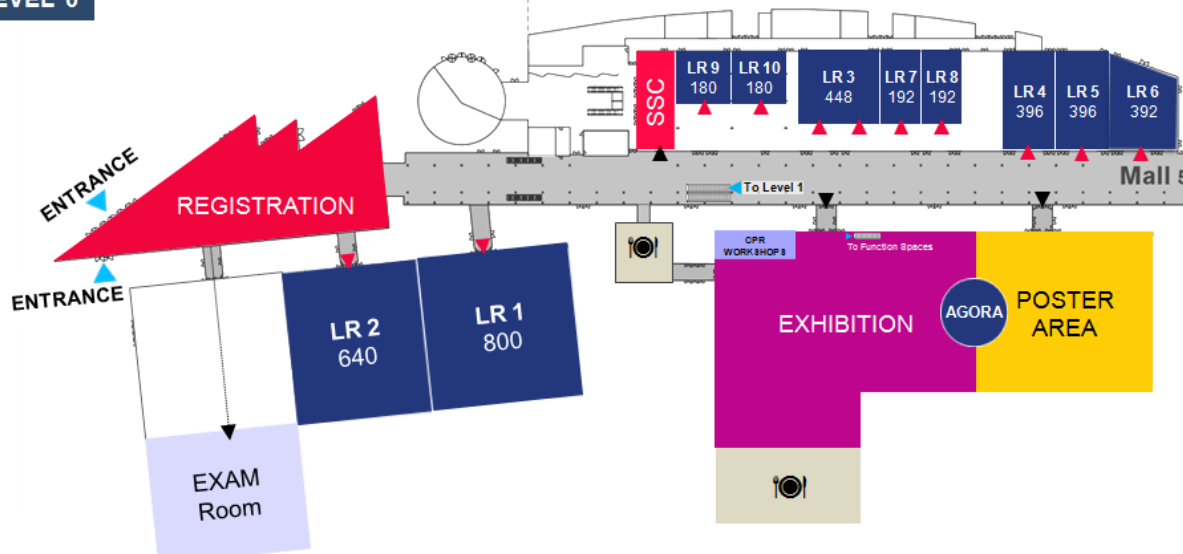 LEVEL 0
ENTRANCE
REGISTRATION
ENTRANCE
SSC
LR 9
180
LR 10
180
LR 3
448
LR 7
192
LR 8
192
LR 4
396
LR 5
396
LR 6
392
Mall 5
To Level 1
LR 2
640
LR 1
800
EXAM
Room
CPR
WORKSHOPS
To Function Spaces
EXHIBITION
AGORA
POSTER
AREA